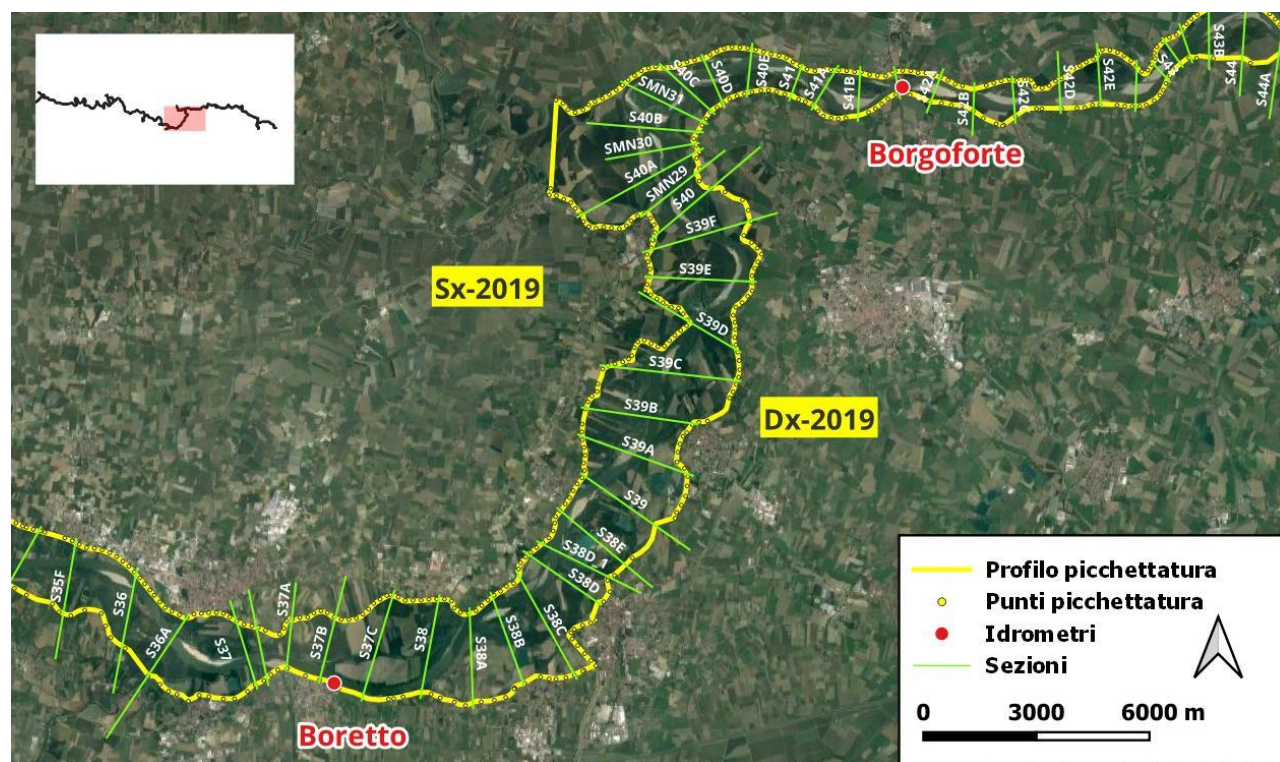 S40C
S40D
S40E
S41
S41A
S41B
S42A
S42B
S42C
S42D
S42E
S43B
S44
S44A
SMN31
S40B
SMN30
S40A
SMN29
S40
S39F
S39E
S39D
S39C
S39B
S39A
S39
S38E
S38D_1
S38D
S38C
S38B
S38A
S38
S37C
S37B
S37A
S37
S36A
S36
S35F
Borgoforte
Sx-2019
Dx-2019
Boretto
Profilo picchettatura
Punti picchettatura
Idrometri
Sezioni
0 3000 6000 m